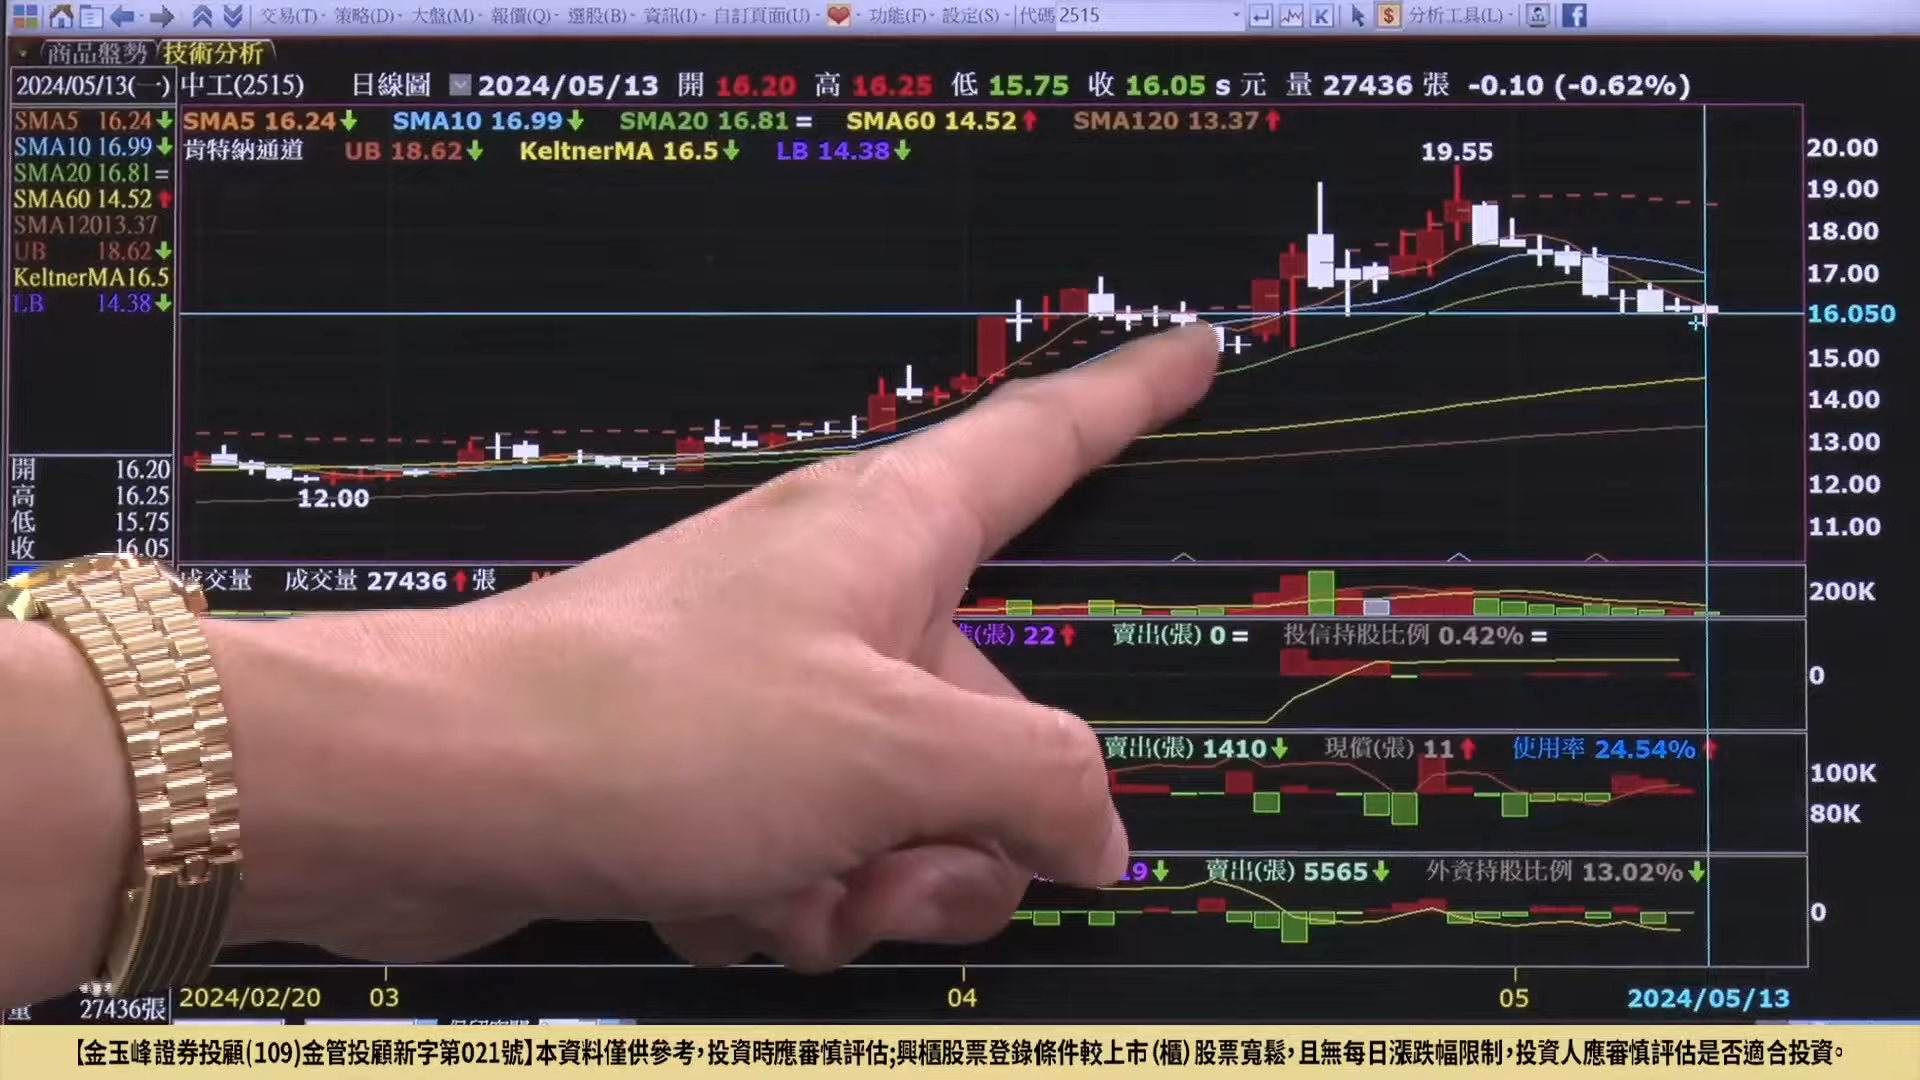 交易(T) 策略(D) 大盤(M) 報價(Q) 選股(B) 資訊(I) 自訂頁面(U) 功能(F) 設定(S) 代碼 2515 K $ 分析工具(L) f
商品盤勢 技術分析
2024/05/13(一) 中工(2515) 日線圖 2024/05/13 開 16.20 高 16.25 低 15.75 收 16.05 s 元 量 27436 張 -0.10 (-0.62%)
SMA5 16.24 SMA5 16.24 SMA10 16.99 SMA20 16.81 = SMA60 14.52 SMA120 13.37
SMA10 16.99 肯特納通道 UB 18.62 KeltnerMA 16.5 LB 14.38
SMA20 16.81 =
SMA60 14.52
SMA12013.37
UB 18.62
KeltnerMA16.5
LB 14.38
19.55
12.00
20.00
19.00
18.00
17.00
16.050
15.00
14.00
13.00
12.00
11.00
開 16.20
高 16.25
低 15.75
收 16.05
成交量 成交量 27436 張
200K
(張) 22 賣出(張) 0 = 投信持股比例 0.42% =
0
賣出(張) 1410 現償(張) 11 使用率 24.54%
100K
80K
19 賣出(張) 5565 外資持股比例 13.02%
0
量 27436張
2024/02/20 03 04 05 2024/05/13
【金玉峰證券投顧(109)金管投顧新字第021號】本資料僅供參考，投資時應審慎評估;興櫃股票登錄條件較上市(櫃)股票寬鬆，且無每日漲跌幅限制，投資人應審慎評估是否適合投資。